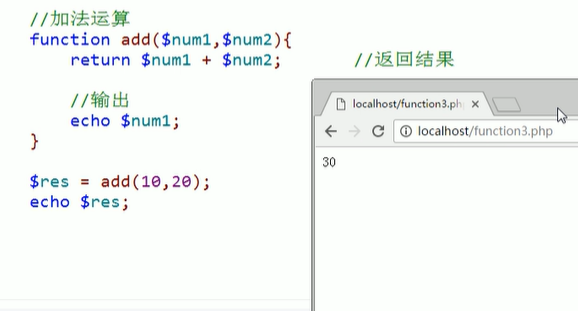 //加法运算
function add($num1,$num2){
return $num1 + $num2; //返回结果
//输出
echo $num1;
}
$res = add(10,20);
echo $res;
localhost/function3.ph
localhost/function3.php
30